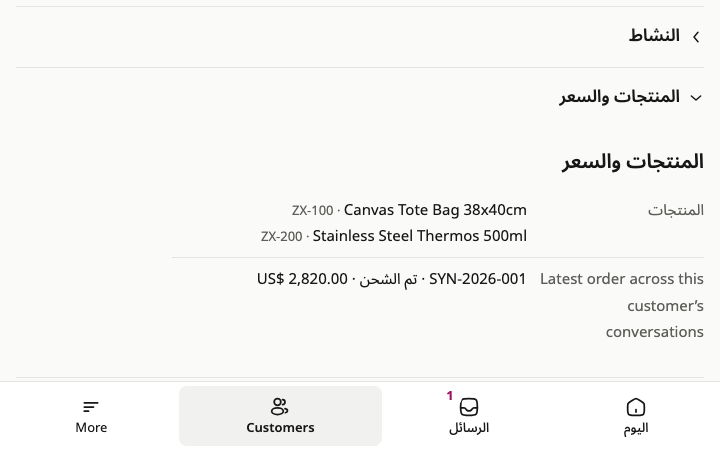 النشاط
المنتجات والسعر
المنتجات والسعر
المنتجات
Canvas Tote Bag 38x40cm · ZX-100
Stainless Steel Thermos 500ml · ZX-200
Latest order across this customer’s conversations
SYN-2026-001 · تم الشحن · US$ 2,820.00
اليوم
الرسائل 1
Customers
More